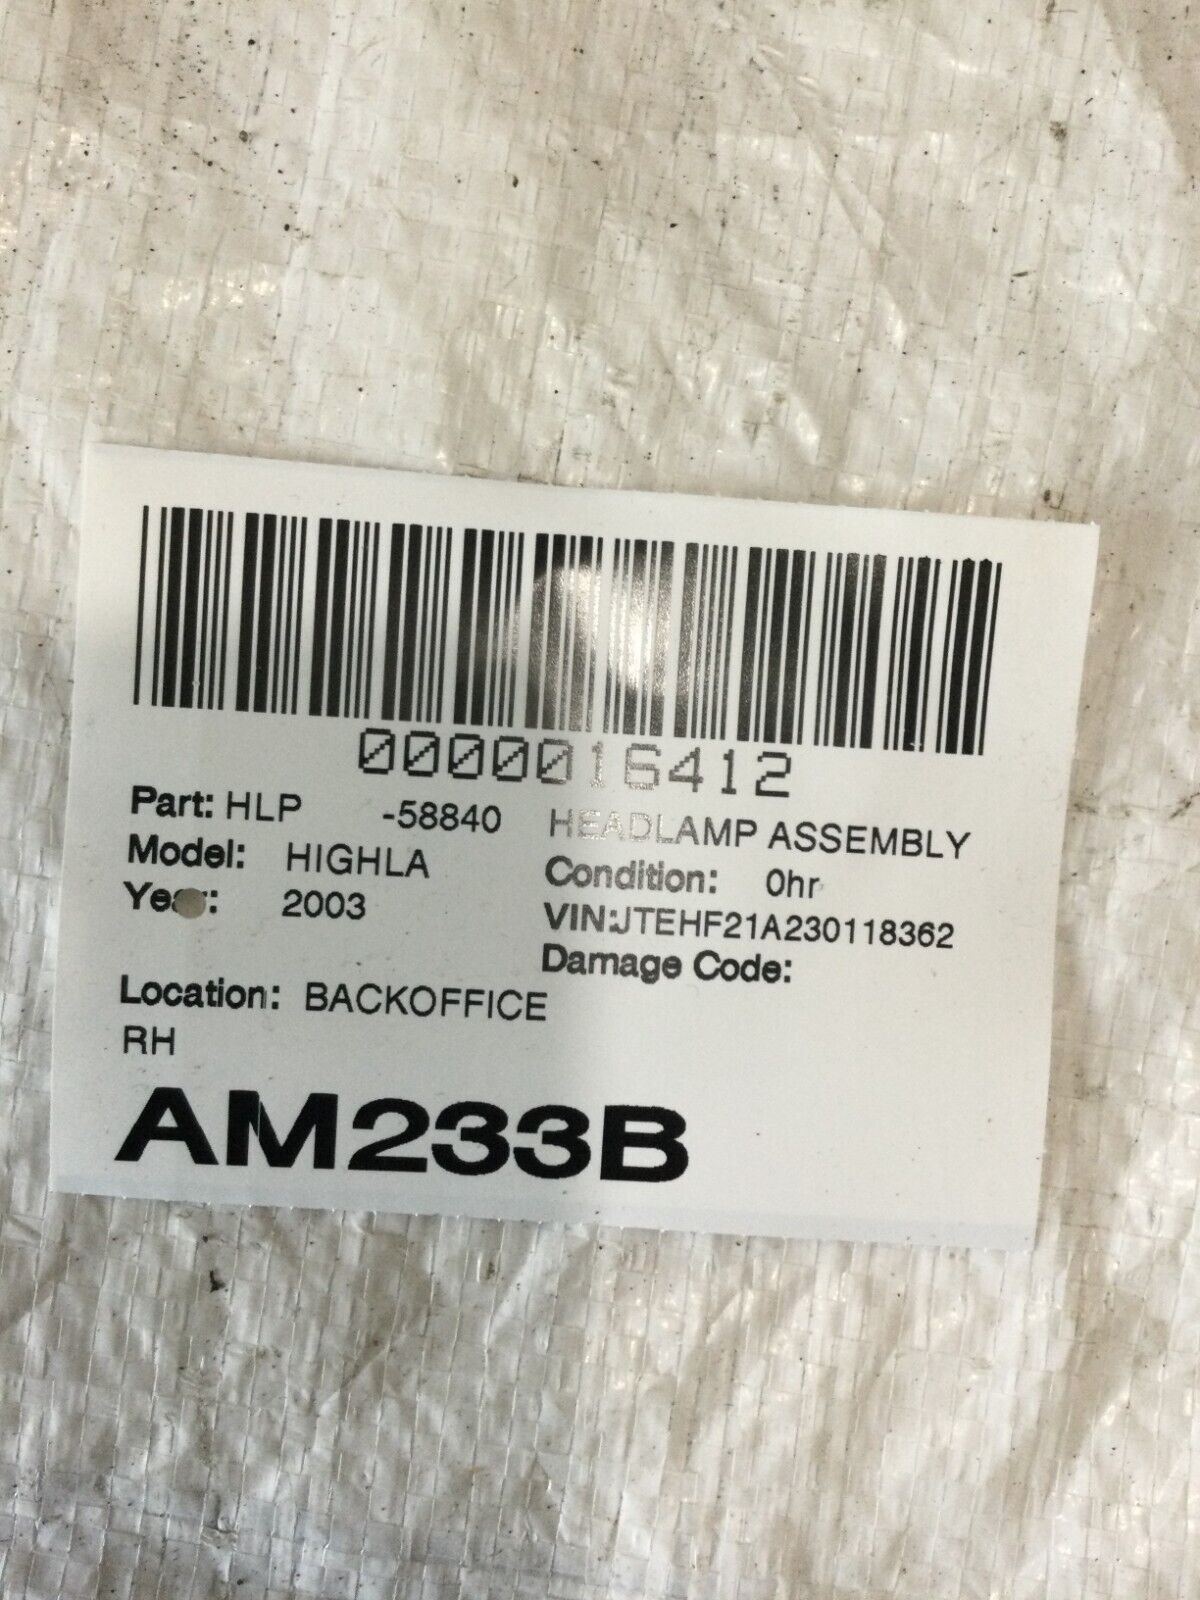 0000016412
Part: HLP -58840 HEADLAMP ASSEMBLY
Model: HIGHLA Condition: 0hr
Year: 2003 VIN:JTEHF21A230118362
Damage Code:
Location: BACKOFFICE
RH
AM233B